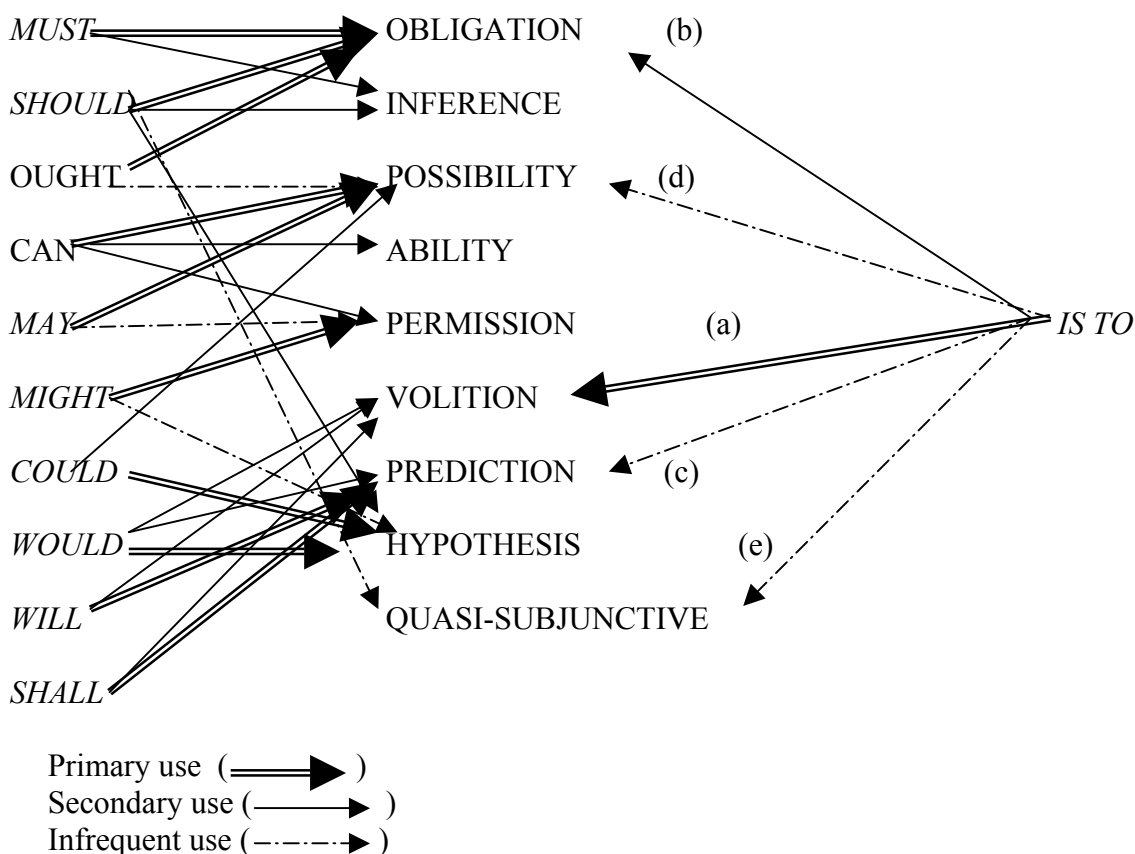 MUST OBLIGATION (b)
SHOULD INFERENCE
OUGHT POSSIBILITY (d)
CAN ABILITY
MAY PERMISSION (a) IS TO
MIGHT VOLITION
COULD PREDICTION (c)
WOULD HYPOTHESIS (e)
WILL QUASI-SUBJUNCTIVE
SHALL
Primary use ( )
Secondary use ( )
Infrequent use ( )